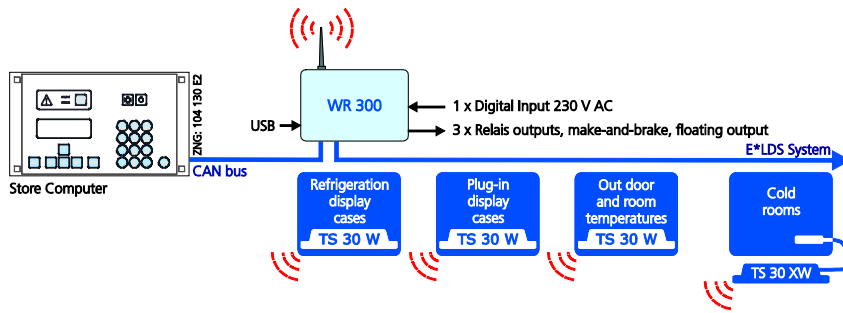 ZNG: 104 130 E2
WR 300
USB
1 x Digital Input 230 V AC
3 x Relais outputs, make-and-brake, floating output
E*LDS System
CAN bus
Store Computer
Refrigeration
display
cases
TS 30 W
Plug-in
display
cases
TS 30 W
Out door
and room
temperatures
TS 30 W
Cold
rooms
TS 30 XW